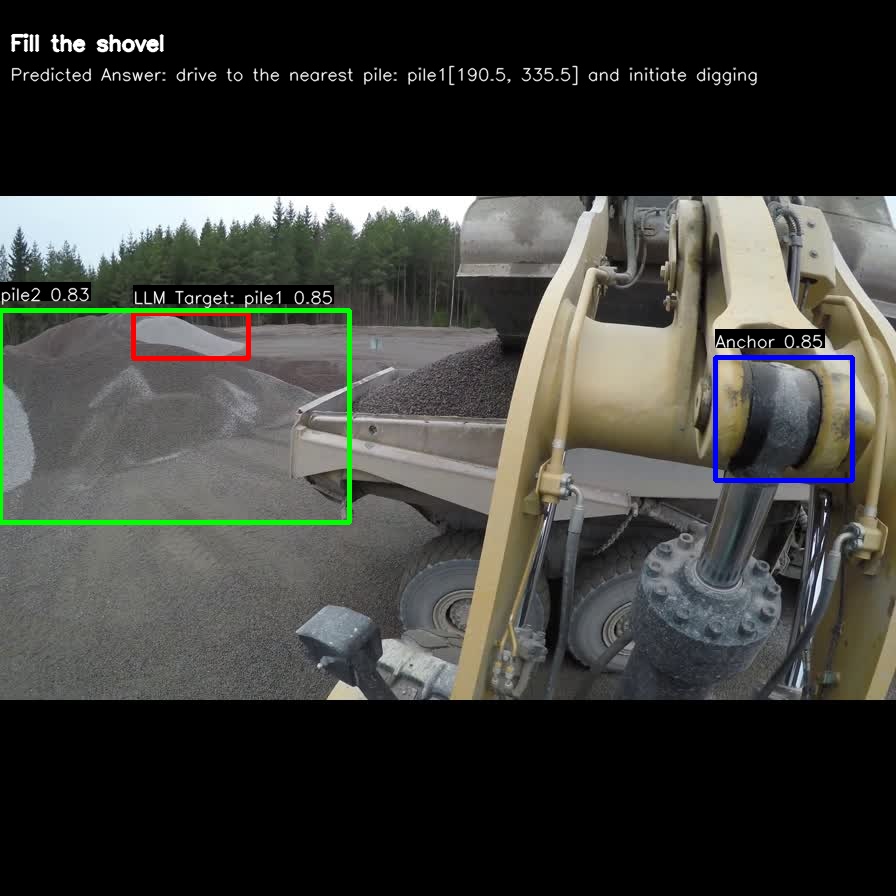 Fill the shovel
Predicted Answer: drive to the nearest pile: pile1[190.5, 335.5] and initiate digging
pile2 0.83
LLM Target: pile1 0.85
Anchor 0.85